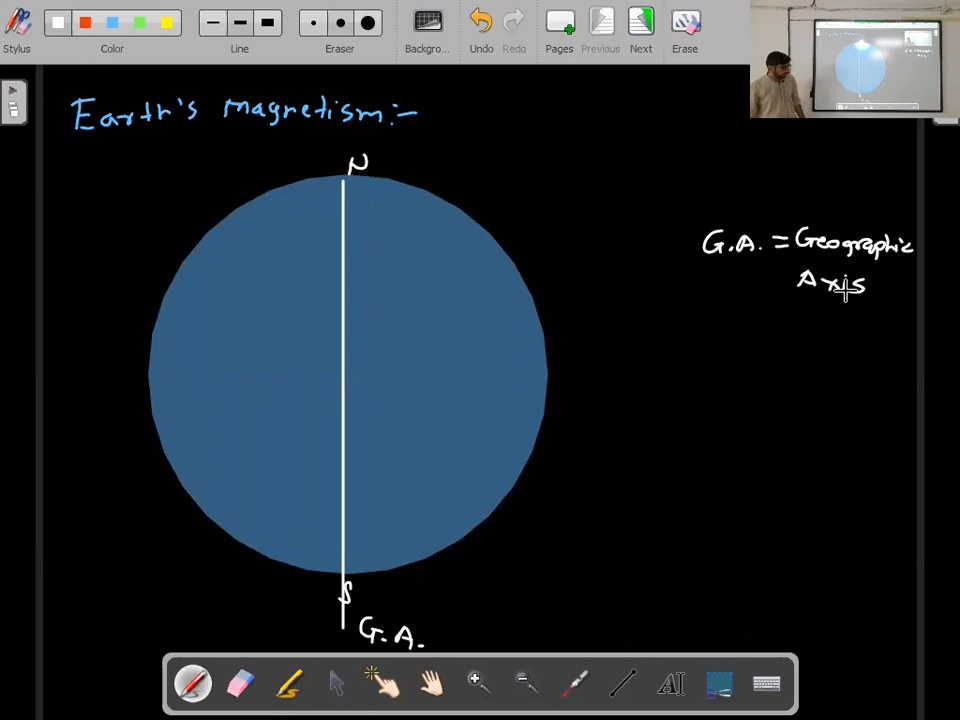 Stylus
Color
Line
Eraser
Backgro...
Undo
Redo
Pages
Previous
Next
Erase
Earth's magnetism:-
N
G.A. = Geographic
Axis
S
G.A.
AI